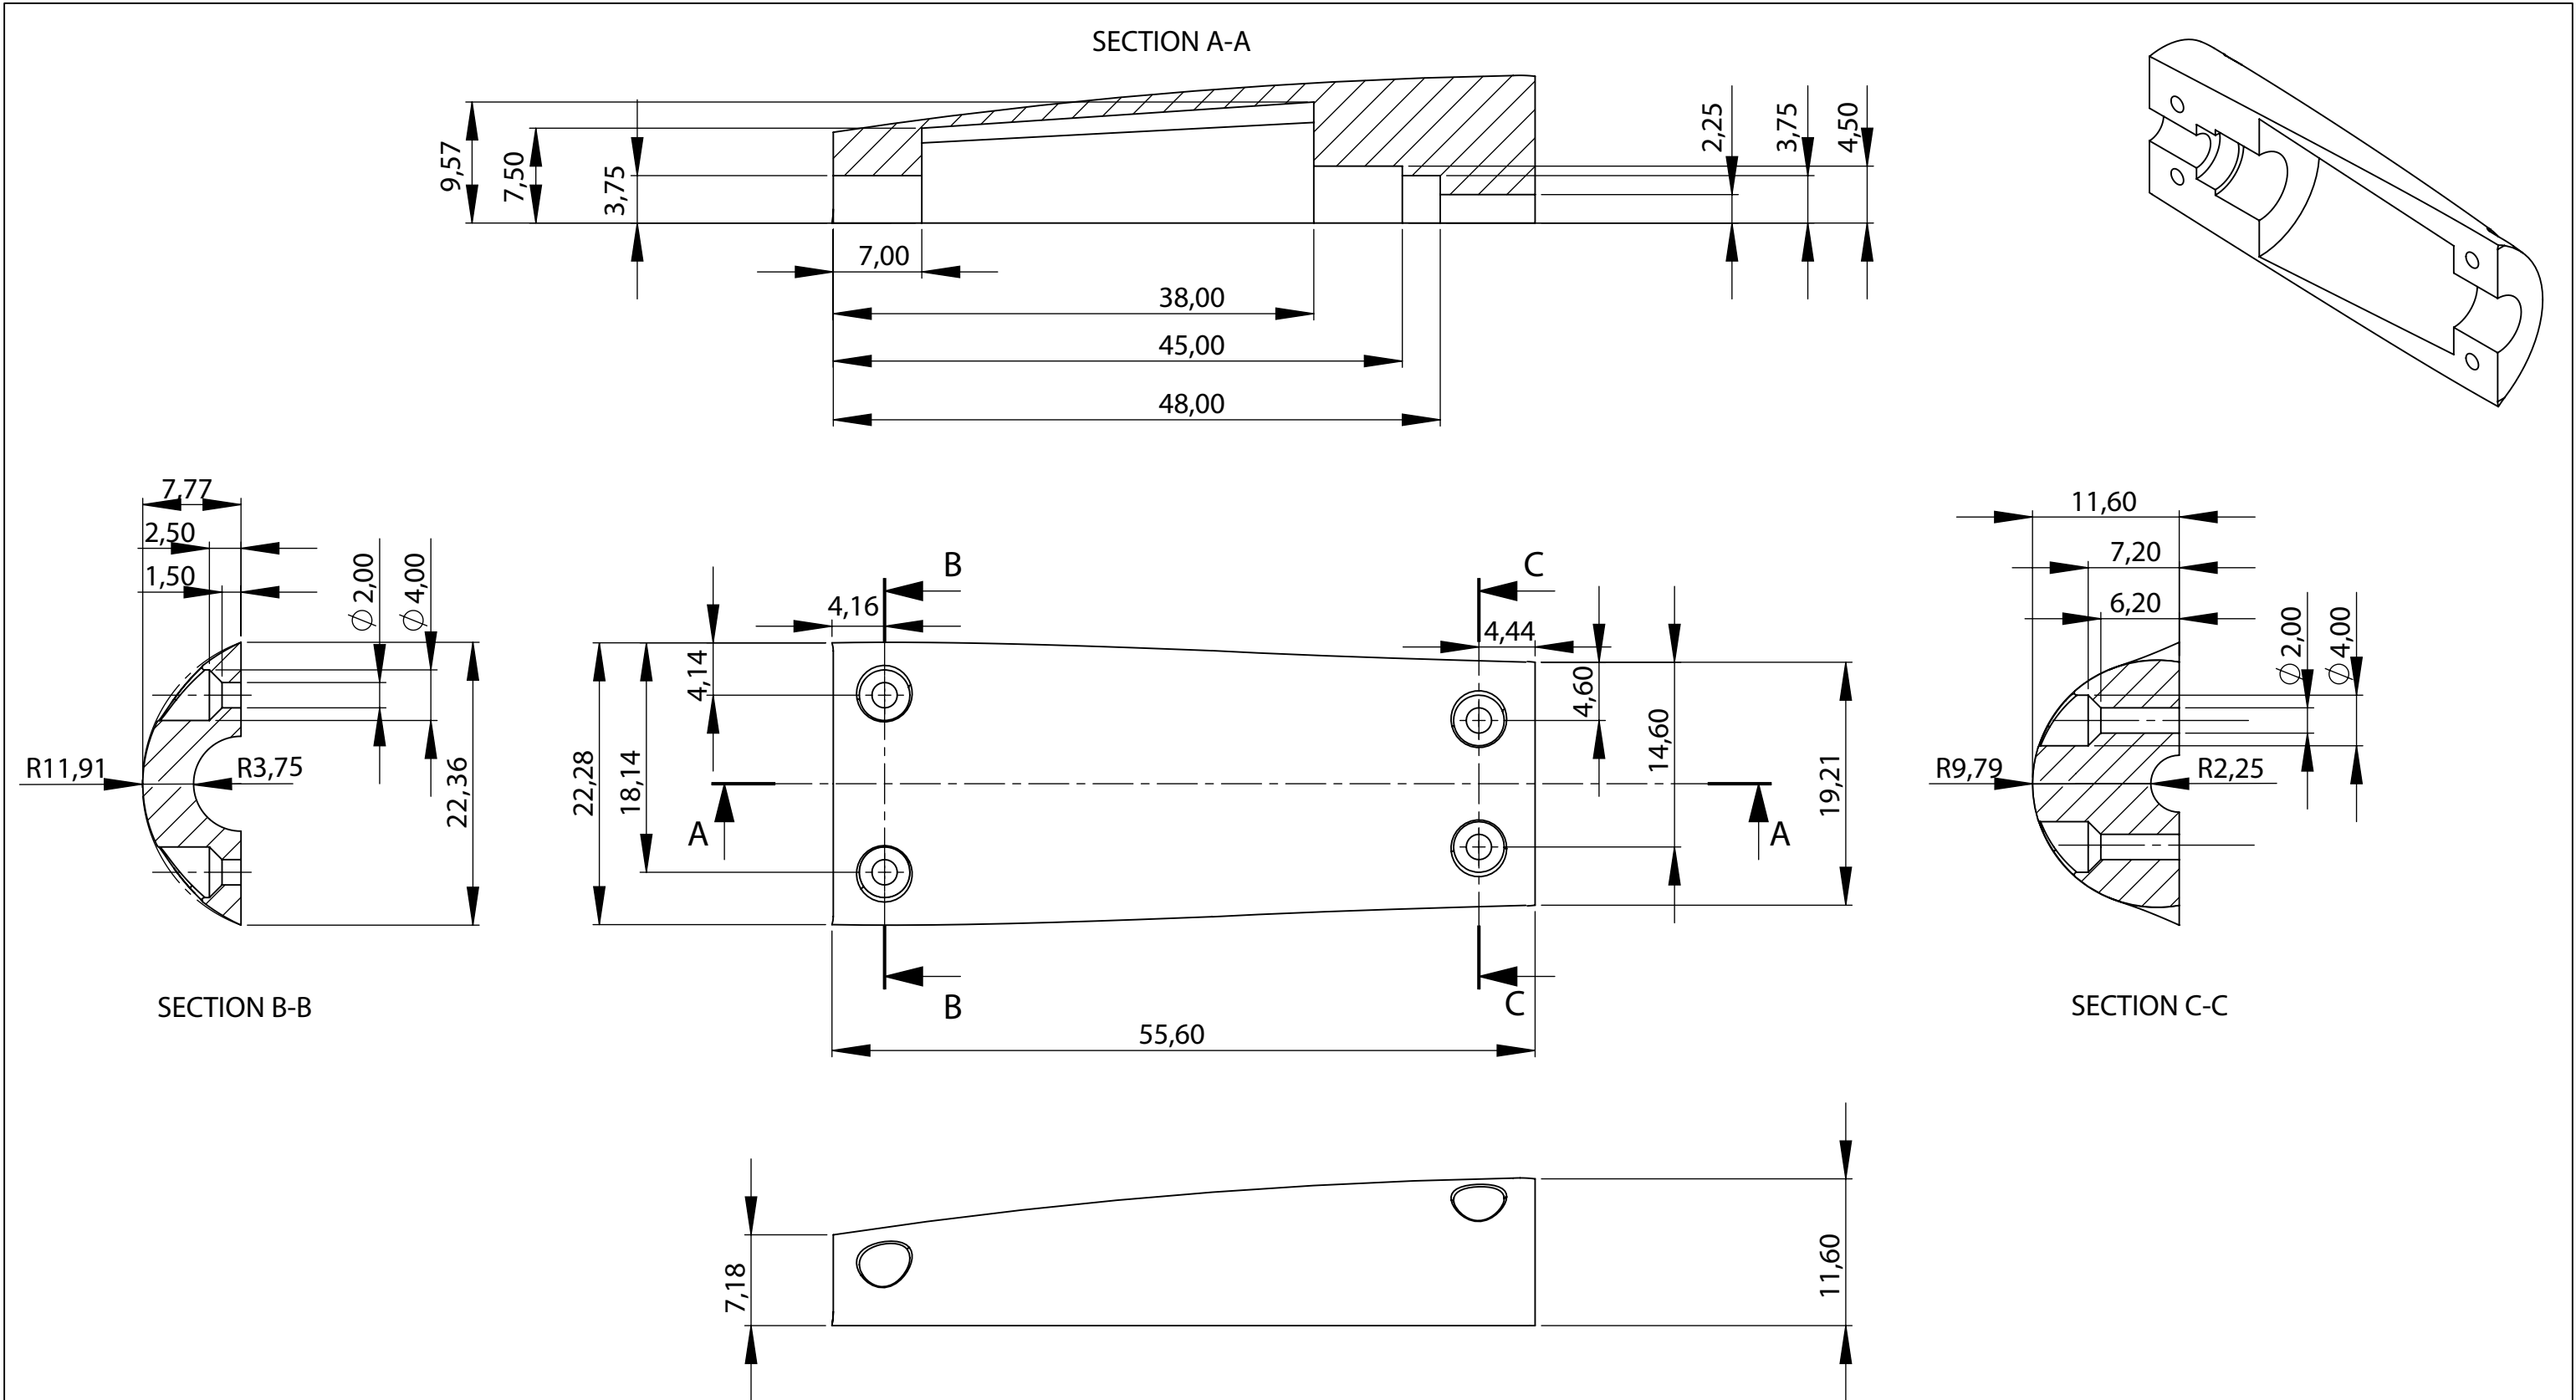 SECTION A-A
9,57
7,50
3,75
2,25
3,75
4,50
7,00
38,00
45,00
48,00
7,77
2,50
1,50
∅ 2,00
∅ 4,00
R11,91
R3,75
22,36
SECTION B-B
B
C
4,16
4,44
4,14
4,60
22,28
18,14
14,60
19,21
A
A
B
C
55,60
11,60
7,20
6,20
∅ 2,00
∅ 4,00
R9,79
R2,25
SECTION C-C
7,18
11,60